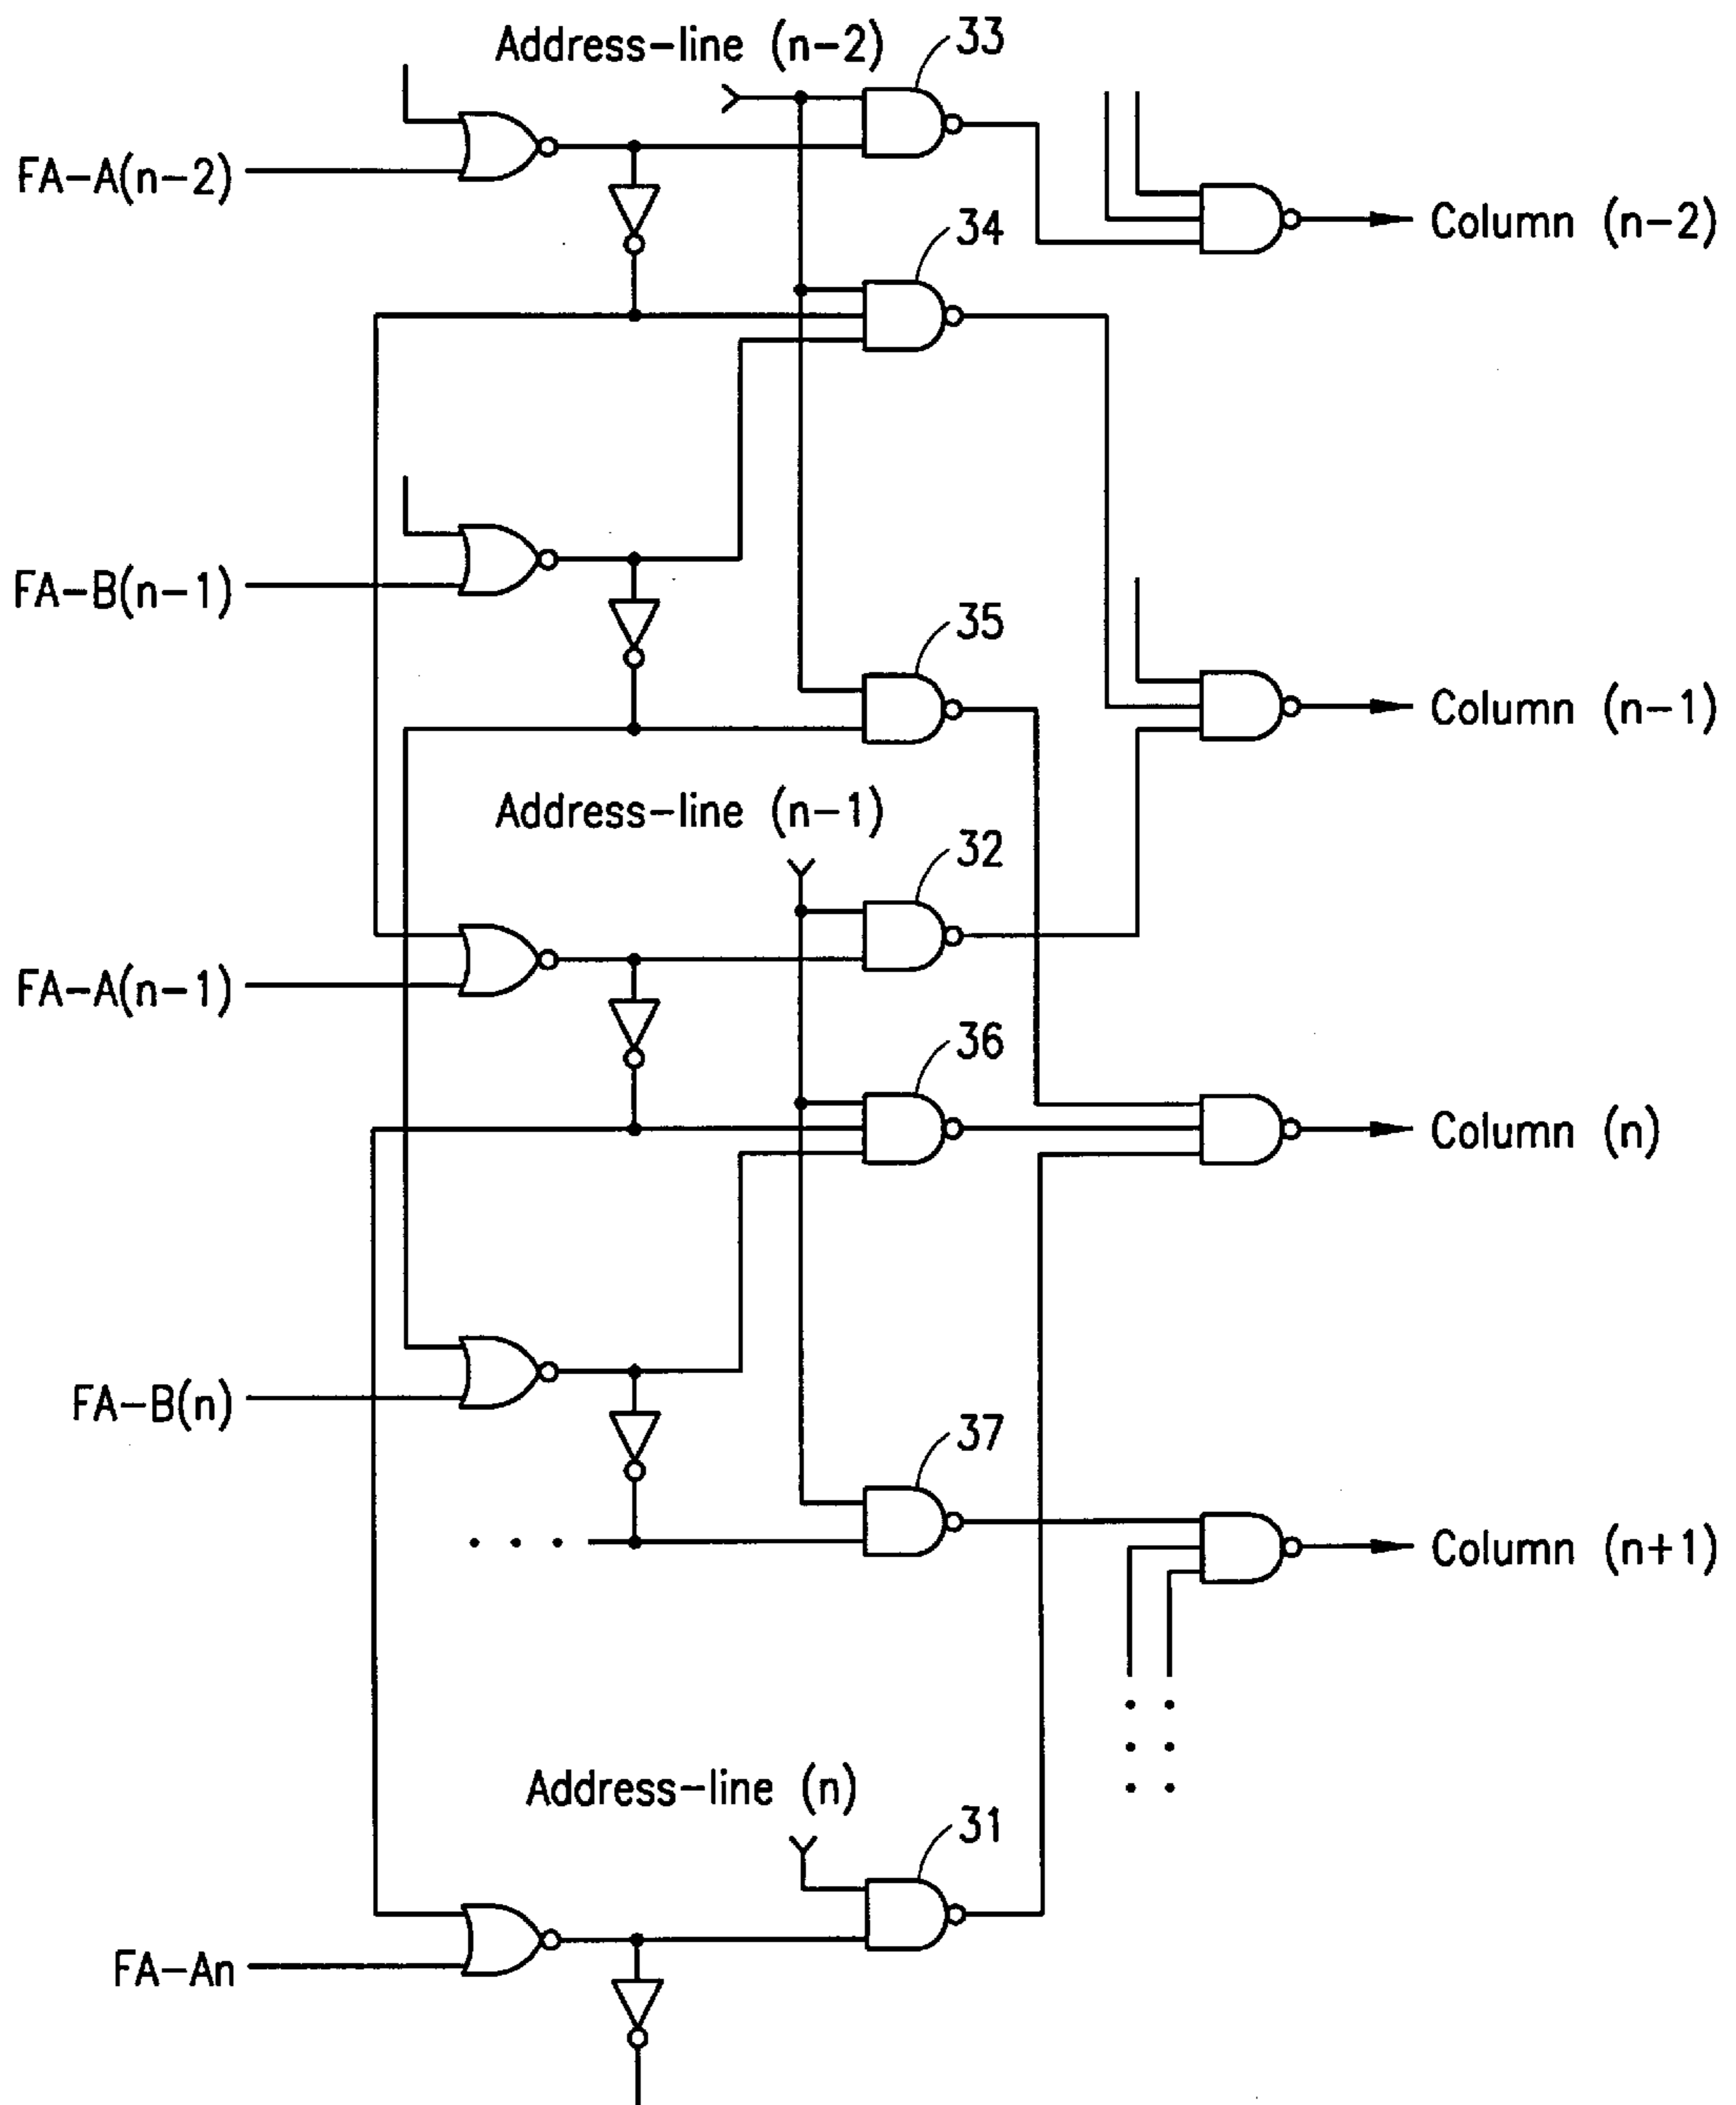 Address-line (n-2)
33
FA-A(n-2)
Column (n-2)
34
FA-B(n-1)
35
Column (n-1)
Address-line (n-1)
32
FA-A(n-1)
36
Column (n)
FA-B(n)
37
Column (n+1)
Address-line (n)
31
FA-An